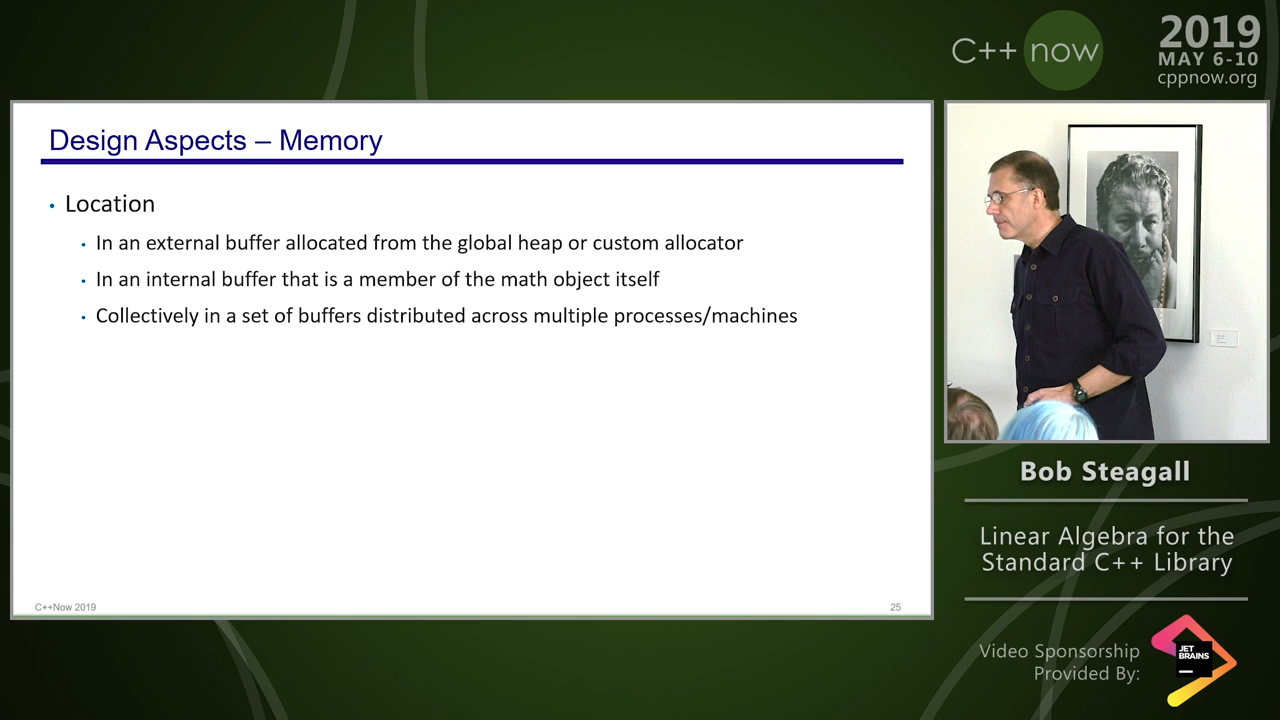 C++ now
2019
MAY 6-10
cppnow.org
Design Aspects – Memory
• Location
• In an external buffer allocated from the global heap or custom allocator
• In an internal buffer that is a member of the math object itself
• Collectively in a set of buffers distributed across multiple processes/machines
C++Now 2019
25
Bob Steagall
Linear Algebra for the
Standard C++ Library
Video Sponsorship
Provided By:
JET
BRAINS